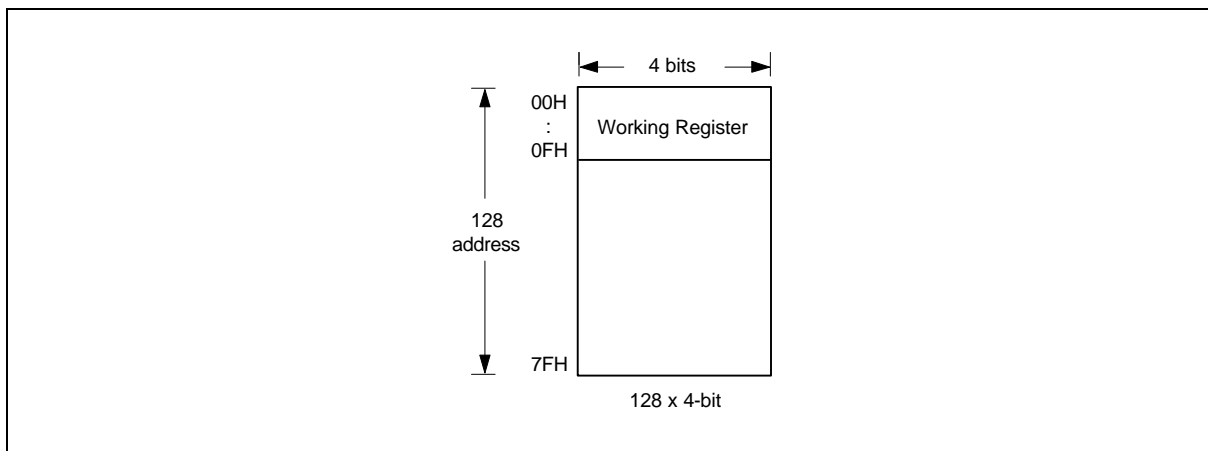 4 bits
00H
:
0FH
Working Register
128
address
7FH
128 x 4-bit